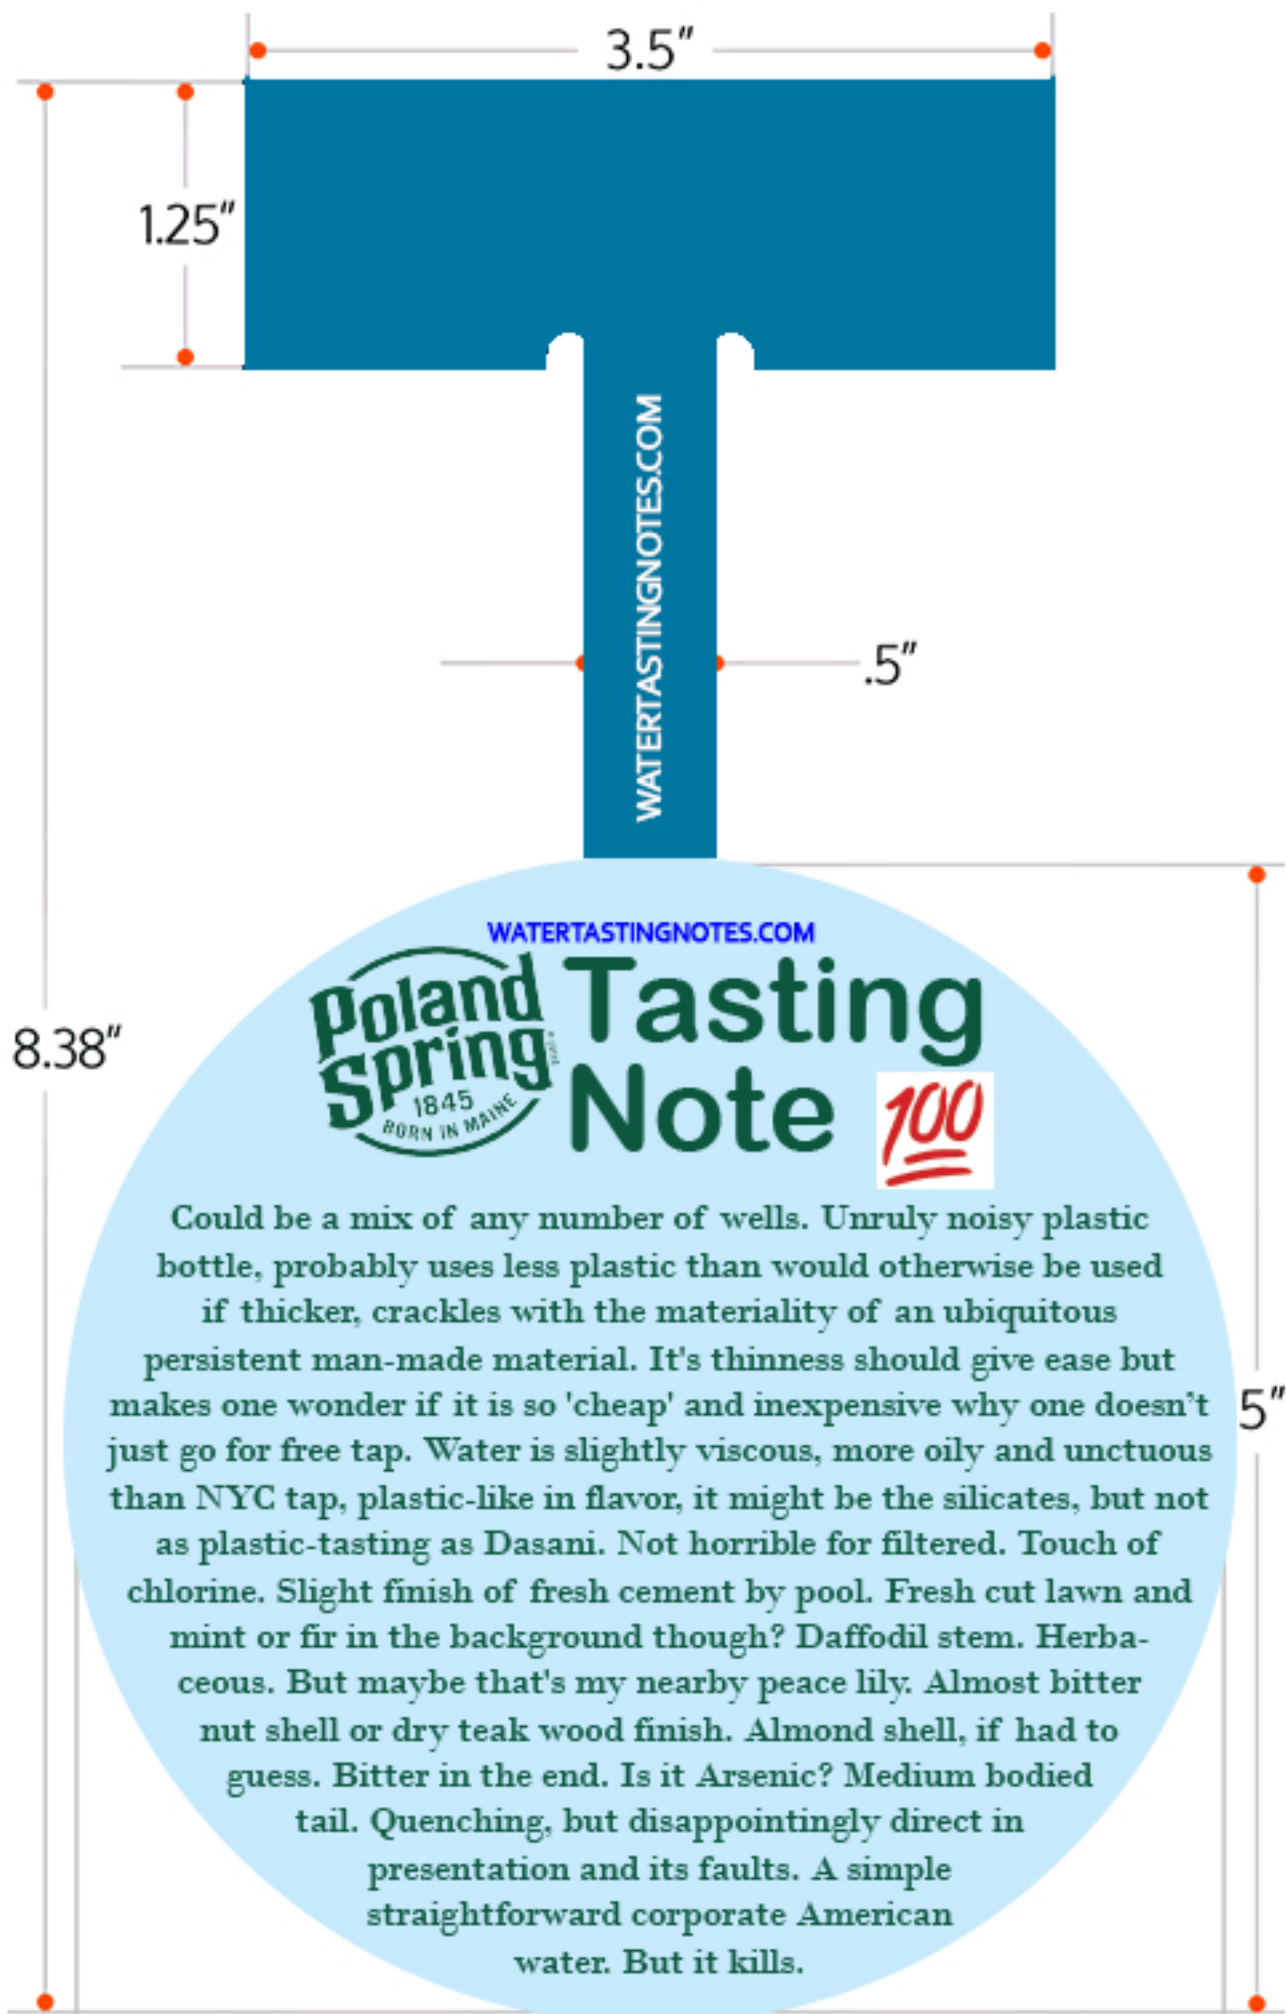 3.5"
1.25"
WATERTASTINGNOTES.COM
.5"
WATERTASTINGNOTES.COM
Poland
Spring
1845
BORN IN MAINE
Tasting
Note 100
8.38"
Could be a mix of any number of wells. Unruly noisy plastic
bottle, probably uses less plastic than would otherwise be used
if thicker, crackles with the materiality of an ubiquitous
persistent man-made material. It's thinness should give ease but
makes one wonder if it is so 'cheap' and inexpensive why one doesn’t
5"
just go for free tap. Water is slightly viscous, more oily and unctuous
than NYC tap, plastic-like in flavor, it might be the silicates, but not
as plastic-tasting as Dasani. Not horrible for filtered. Touch of
chlorine. Slight finish of fresh cement by pool. Fresh cut lawn and
mint or fir in the background though? Daffodil stem. Herba-
ceous. But maybe that's my nearby peace lily. Almost bitter
nut shell or dry teak wood finish. Almond shell, if had to
guess. Bitter in the end. Is it Arsenic? Medium bodied
tail. Quenching, but disappointingly direct in
presentation and its faults. A simple
straightforward corporate American
water. But it kills.